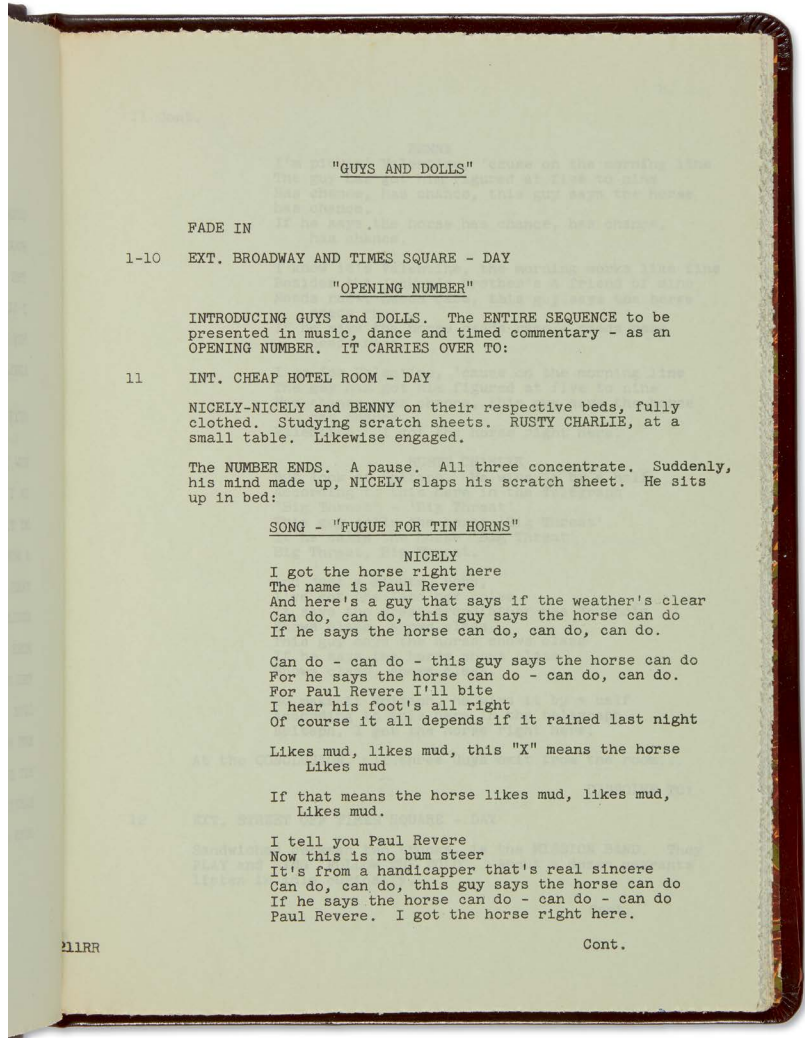 "GUYS AND DOLLS"
FADE IN
1-10 EXT. BROADWAY AND TIMES SQUARE - DAY
"OPENING NUMBER"
INTRODUCING GUYS and DOLLS. The ENTIRE SEQUENCE to be
presented in music, dance and timed commentary - as an
OPENING NUMBER. IT CARRIES OVER TO:
11 INT. CHEAP HOTEL ROOM - DAY
NICELY-NICELY and BENNY on their respective beds, fully
clothed. Studying scratch sheets. RUSTY CHARLIE, at a
small table. Likewise engaged.
The NUMBER ENDS. A pause. All three concentrate. Suddenly,
his mind made up, NICELY slaps his scratch sheet. He sits
up in bed:
SONG - "FUGUE FOR TIN HORNS"
NICELY
I got the horse right here
The name is Paul Revere
And here's a guy that says if the weather's clear
Can do, can do, this guy says the horse can do
If he says the horse can do, can do, can do.
Can do - can do - this guy says the horse can do
For he says the horse can do - can do, can do.
For Paul Revere I'll bite
I hear his foot's all right
Of course it all depends if it rained last night
Likes mud, likes mud, this "X" means the horse
Likes mud
If that means the horse likes mud, likes mud,
Likes mud.
I tell you Paul Revere
Now this is no bum steer
It's from a handicapper that's real sincere
Can do, can do, this guy says the horse can do
If he says the horse can do - can do - can do
Paul Revere. I got the horse right here.
211RR Cont.